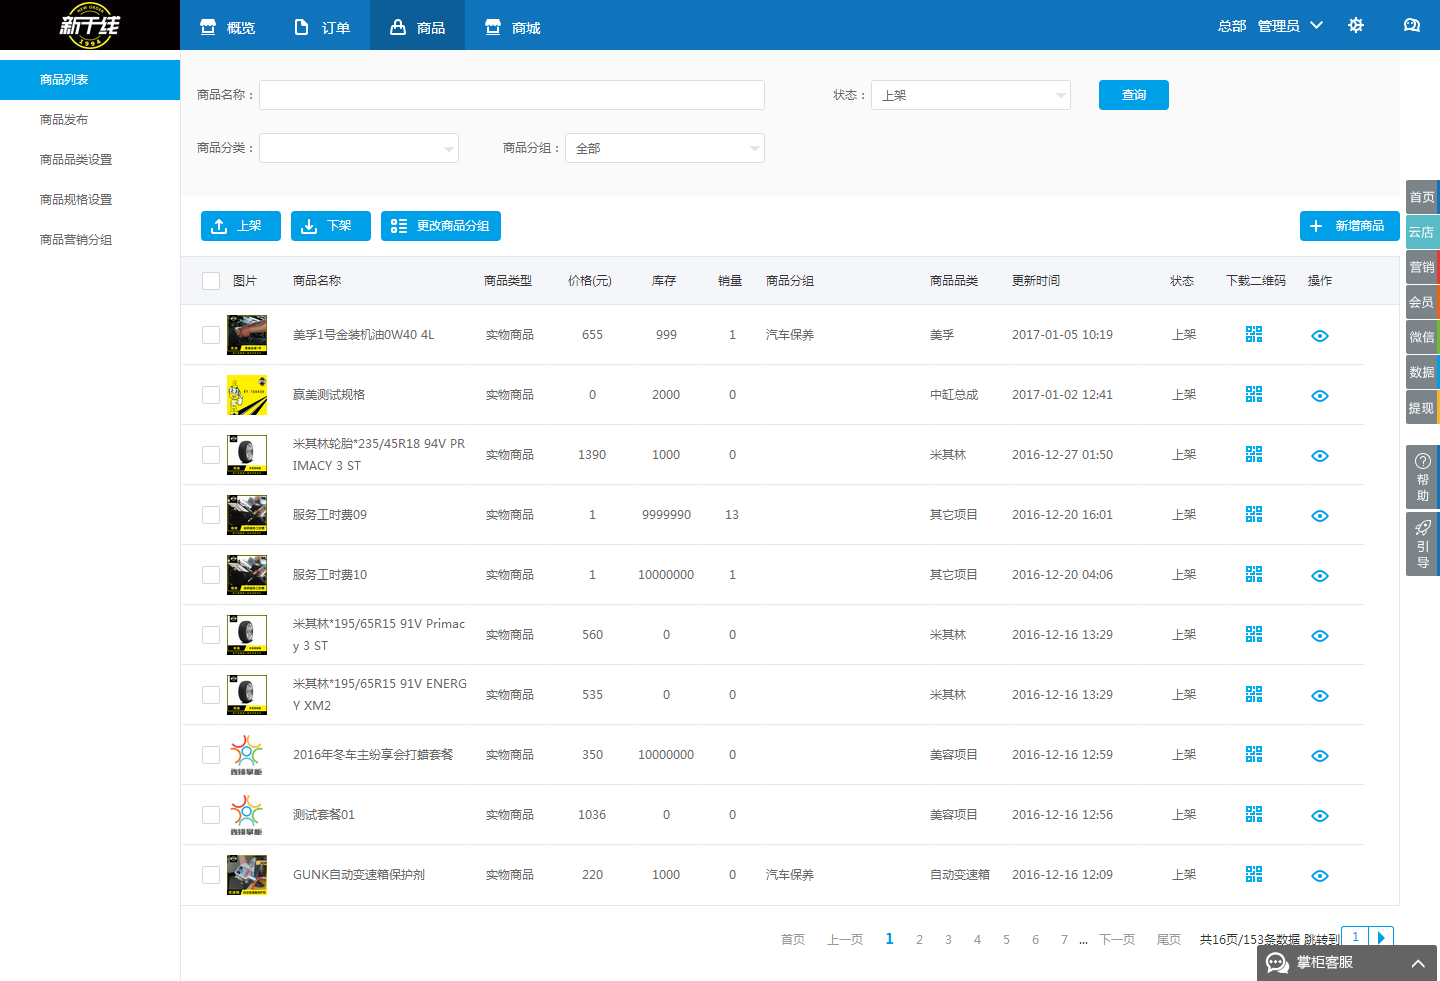 NEW ORDER
新干线
1994
概览
订单
商品
商城
总部 管理员
商品列表
商品发布
商品品类设置
商品规格设置
商品营销分组
商品名称：
状态： 上架
查询
商品分类：
商品分组： 全部
上架
下架
更改商品分组
新增商品
图片 商品名称 商品类型 价格(元) 库存 销量 商品分组 商品品类 更新时间 状态 下载二维码 操作
美孚1号金装机油0W40 4L 实物商品 655 999 1 汽车保养 美孚 2017-01-05 10:19 上架
赢美测试规格 实物商品 0 2000 0 中缸总成 2017-01-02 12:41 上架
米其林轮胎*235/45R18 94V PR
IMACY 3 ST 实物商品 1390 1000 0 米其林 2016-12-27 01:50 上架
服务工时费09 实物商品 1 9999990 13 其它项目 2016-12-20 16:01 上架
服务工时费10 实物商品 1 10000000 1 其它项目 2016-12-20 04:06 上架
米其林*195/65R15 91V Primac
y 3 ST 实物商品 560 0 0 米其林 2016-12-16 13:29 上架
米其林*195/65R15 91V ENERG
Y XM2 实物商品 535 0 0 米其林 2016-12-16 13:29 上架
连锁掌柜 2016年冬车主纷享会打蜡套餐 实物商品 350 10000000 0 美容项目 2016-12-16 12:59 上架
连锁掌柜 测试套餐01 实物商品 1036 0 0 美容项目 2016-12-16 12:56 上架
GUNK自动变速箱保护剂 实物商品 220 1000 0 汽车保养 自动变速箱 2016-12-16 12:09 上架
首页 上一页 1 2 3 4 5 6 7 ... 下一页 尾页 共16页/153条数据 跳转到 1
首页
云店
营销
会员
微信
数据
提现
帮助
引导
掌柜客服